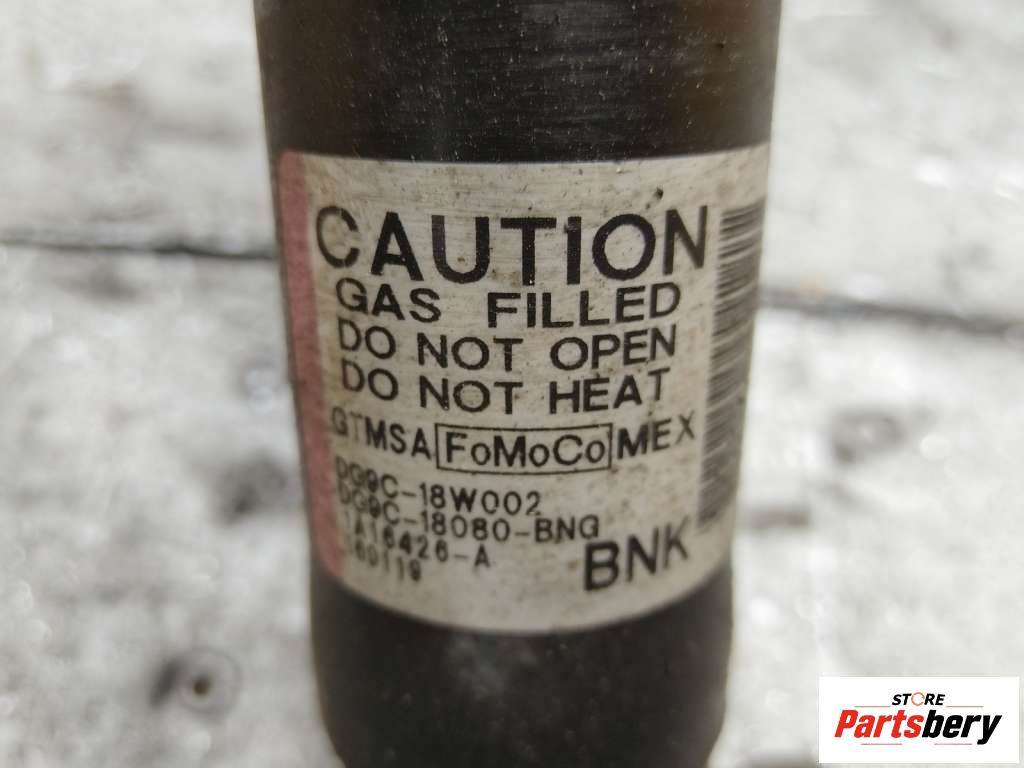 CAUTION
GAS FILLED
DO NOT OPEN
DO NOT HEAT
GTMSA FoMoCo MEX
DG9C-18W002
DG9C-18080-BNG
BNK
STORE
Partsbery